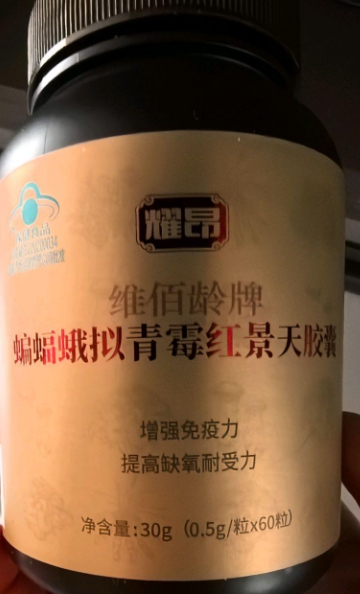 耀昂
维佰龄牌
蝙蝠蛾拟青霉红景天胶囊
增强免疫力
提高缺氧耐受力
净含量:30g（0.5g/粒x60粒）